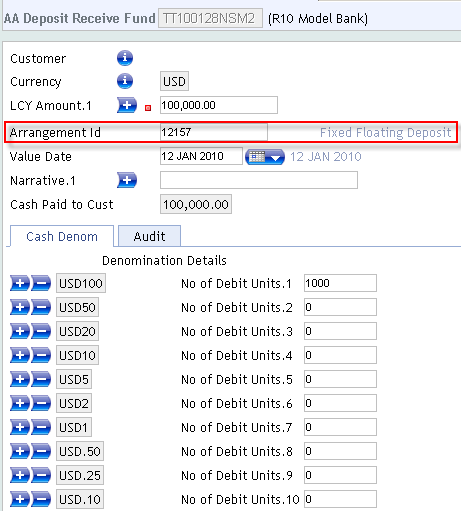 AA Deposit Receive Fund TT100128NSM2 (R10 Model Bank)
Customer
Currency USD
LCY Amount.1 100,000.00
Arrangement Id 12157 Fixed Floating Deposit
Value Date 12 JAN 2010 12 JAN 2010
Narrative.1
Cash Paid to Cust 100,000.00
Cash Denom Audit
Denomination Details
USD100 No of Debit Units.1 1000
USD50 No of Debit Units.2 0
USD20 No of Debit Units.3 0
USD10 No of Debit Units.4 0
USD5 No of Debit Units.5 0
USD2 No of Debit Units.6 0
USD1 No of Debit Units.7 0
USD.50 No of Debit Units.8 0
USD.25 No of Debit Units.9 0
USD.10 No of Debit Units.10 0